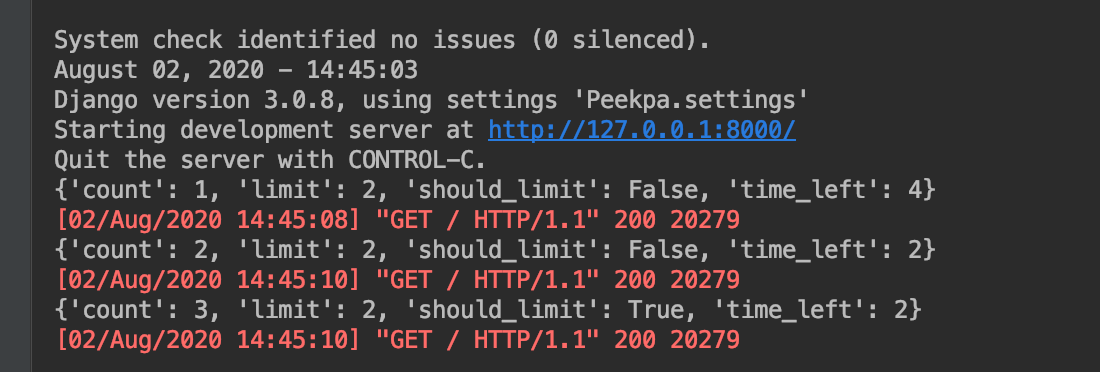 System check identified no issues (0 silenced).
August 02, 2020 - 14:45:03
Django version 3.0.8, using settings 'Peekpa.settings'
Starting development server at http://127.0.0.1:8000/
Quit the server with CONTROL-C.
{'count': 1, 'limit': 2, 'should_limit': False, 'time_left': 4}
[02/Aug/2020 14:45:08] "GET / HTTP/1.1" 200 20279
{'count': 2, 'limit': 2, 'should_limit': False, 'time_left': 2}
[02/Aug/2020 14:45:10] "GET / HTTP/1.1" 200 20279
{'count': 3, 'limit': 2, 'should_limit': True, 'time_left': 2}
[02/Aug/2020 14:45:10] "GET / HTTP/1.1" 200 20279